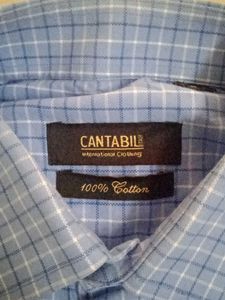 CANTABIL
International Clothing
100% Cotton